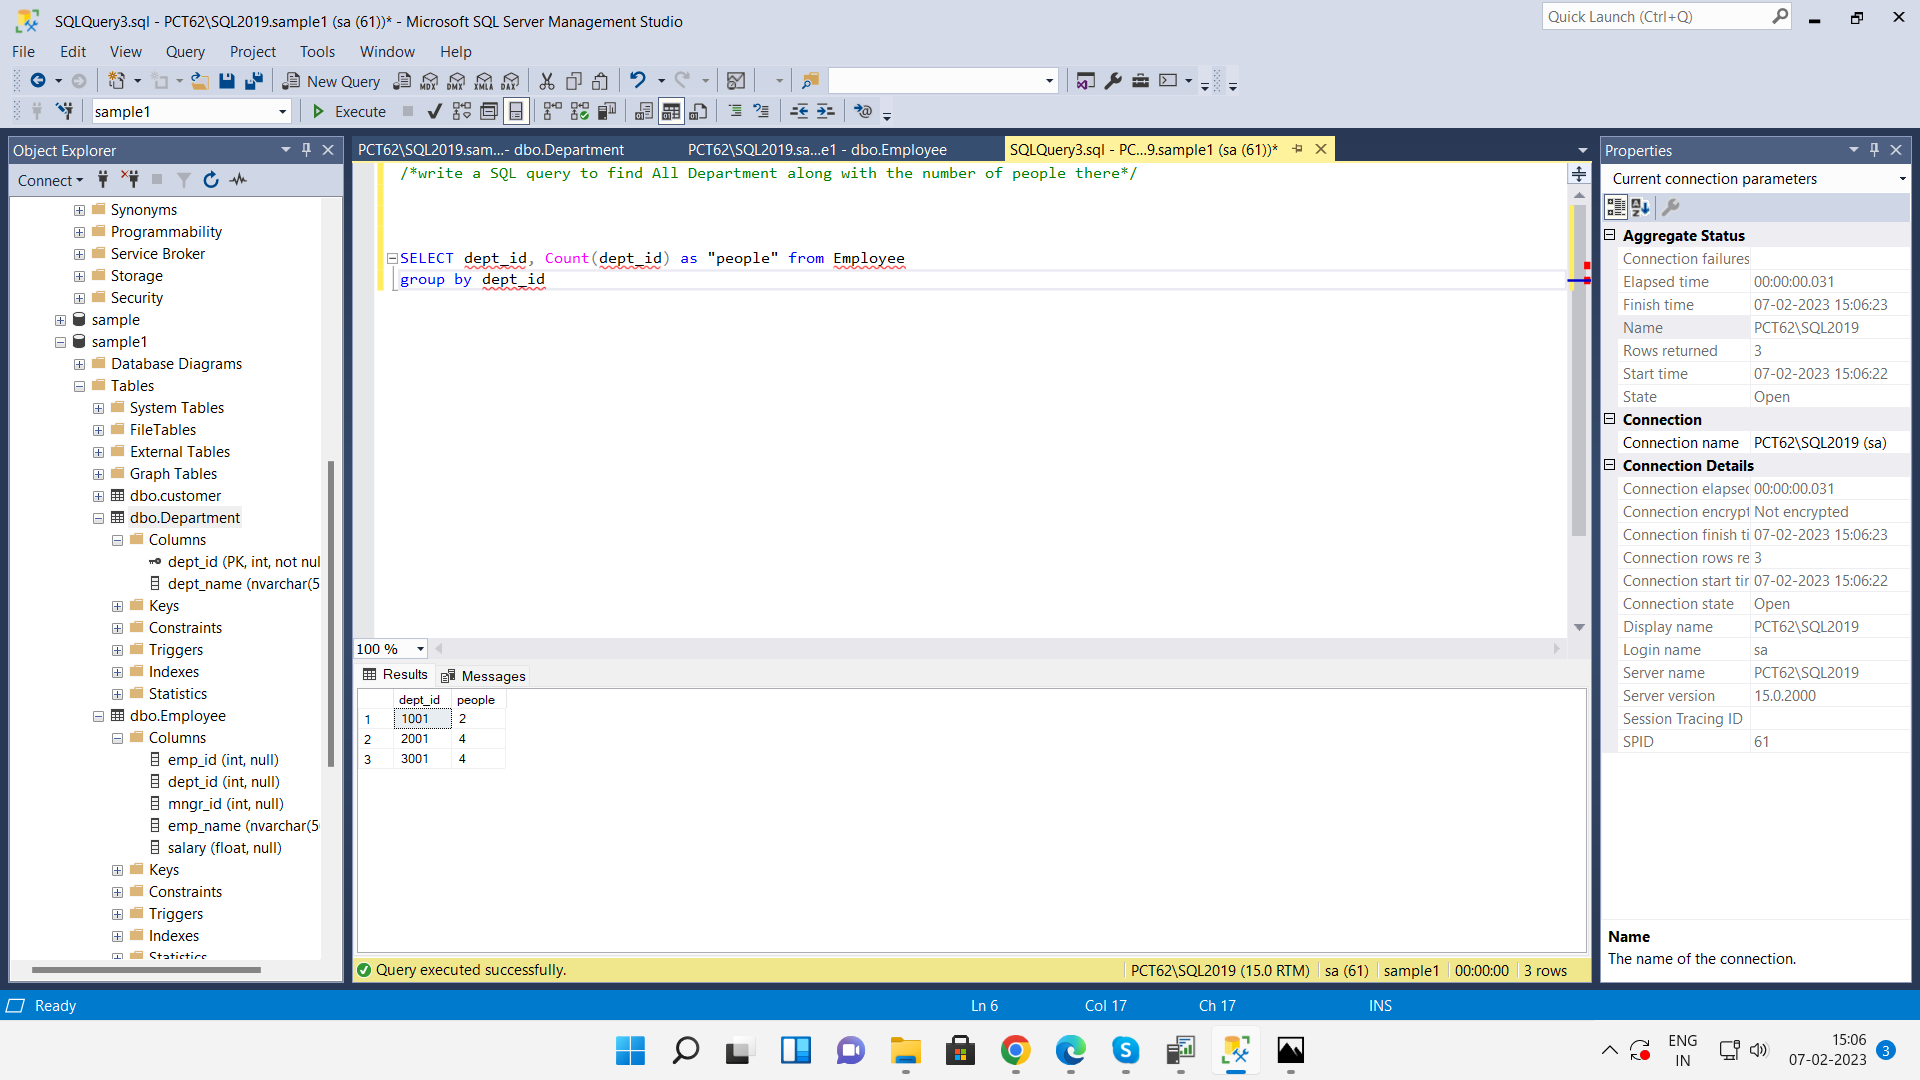 SQLQuery3.sql - PCT62\SQL2019.sample1 (sa (61))* - Microsoft SQL Server Management Studio
Quick Launch (Ctrl+Q)
File Edit View Query Project Tools Window Help
New Query MDX DMX XMLA DAX
sample1 Execute
Object Explorer
Connect
Synonyms
Programmability
Service Broker
Storage
Security
sample
sample1
Database Diagrams
Tables
System Tables
FileTables
External Tables
Graph Tables
dbo.customer
dbo.Department
Columns
dept_id (PK, int, not nul
dept_name (nvarchar(5
Keys
Constraints
Triggers
Indexes
Statistics
dbo.Employee
Columns
emp_id (int, null)
dept_id (int, null)
mngr_id (int, null)
emp_name (nvarchar(5
salary (float, null)
Keys
Constraints
Triggers
Indexes
Statistics
PCT62\SQL2019.sam...- dbo.Department
PCT62\SQL2019.sa...e1 - dbo.Employee
SQLQuery3.sql - PC...9.sample1 (sa (61))*
/*write a SQL query to find All Department along with the number of people there*/
SELECT dept_id, Count(dept_id) as "people" from Employee
group by dept_id
100 %
Results Messages
dept_id people
1 1001 2
2 2001 4
3 3001 4
Query executed successfully.
PCT62\SQL2019 (15.0 RTM) sa (61) sample1 00:00:00 3 rows
Properties
Current connection parameters
Aggregate Status
Connection failures
Elapsed time 00:00:00.031
Finish time 07-02-2023 15:06:23
Name PCT62\SQL2019
Rows returned 3
Start time 07-02-2023 15:06:22
State Open
Connection
Connection name PCT62\SQL2019 (sa)
Connection Details
Connection elapsec 00:00:00.031
Connection encrypt Not encrypted
Connection finish ti 07-02-2023 15:06:23
Connection rows re 3
Connection start tir 07-02-2023 15:06:22
Connection state Open
Display name PCT62\SQL2019
Login name sa
Server name PCT62\SQL2019
Server version 15.0.2000
Session Tracing ID
SPID 61
Name
The name of the connection.
Ready Ln 6 Col 17 Ch 17 INS
ENG
IN
15:06
07-02-2023
3